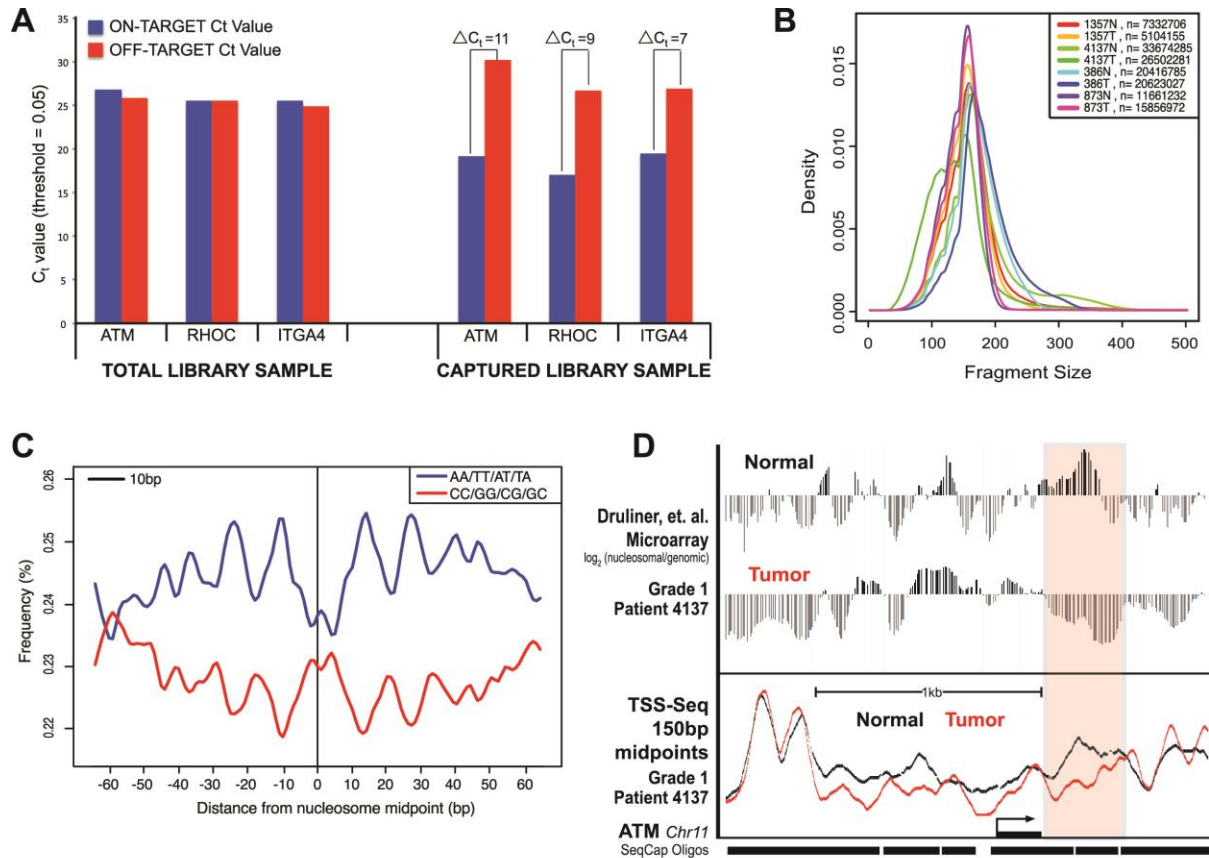 A
ON-TARGET Ct Value
OFF-TARGET Ct Value
△Ct=11
△Ct=9
△Ct=7
Ct value (threshold = 0.05)
35
30
25
20
15
10
5
0
ATM
RHOC
ITGA4
ATM
RHOC
ITGA4
TOTAL LIBRARY SAMPLE
CAPTURED LIBRARY SAMPLE
B
1357N , n= 7332706
1357T , n= 5104155
4137N , n= 33674285
4137T , n= 26502281
386N , n= 20416785
386T , n= 20623027
873N , n= 11661232
873T , n= 15856972
Density
0.015
0.010
0.005
0.000
0
100
200
300
400
500
Fragment Size
C
10bp
AA/TT/AT/TA
CC/GG/CG/GC
Frequency (%)
0.26
0.25
0.24
0.23
0.22
-60
-50
-40
-30
-20
-10
0
10
20
30
40
50
60
Distance from nucleosome midpoint (bp)
D
Normal
Druliner, et. al.
Microarray
log2 (nucleosomal/genomic)
Tumor
Grade 1
Patient 4137
1kb
TSS-Seq
150bp
midpoints
Normal Tumor
Grade 1
Patient 4137
ATM Chr11
SeqCap Oligos